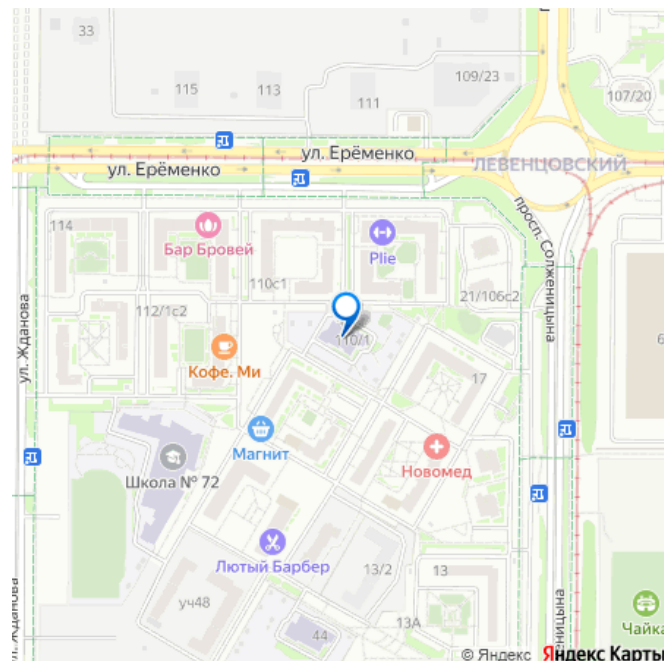 33
115
113
111
109/23
107/20
ул. Ерёменко
ул. Ерёменко
ЛЕВЕНЦОВСКИЙ
просп. Солженицына
114
Бар Бровей
Plie
110с1
21/106с2
112/1с2
110/1
ул. Жданова
Кофе. Ми
17
6
Магнит
Новомед
Школа № 72
Лютый Барбер
13/2
13
уч48
13А
44
Чайка
© Яндекс Яндекс Карты